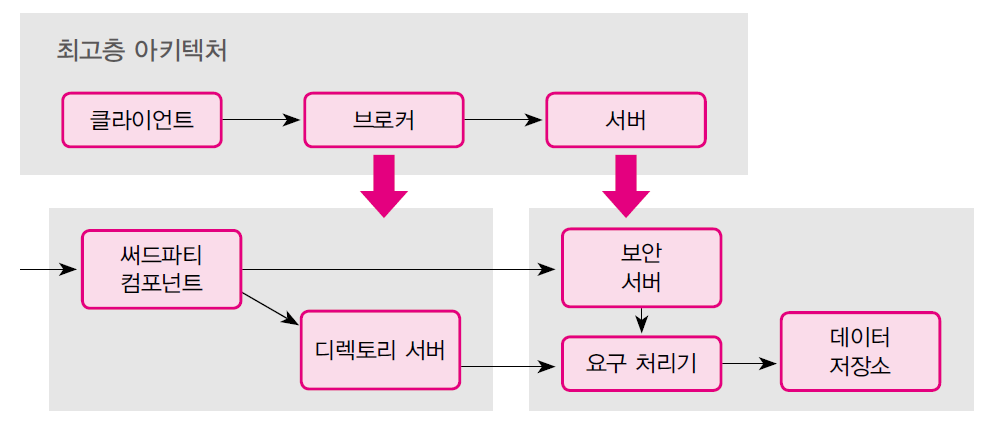 최고층 아키텍처
클라이언트
브로커
서버
써드파티
컴포넌트
디렉토리 서버
보안
서버
요구 처리기
데이터
저장소